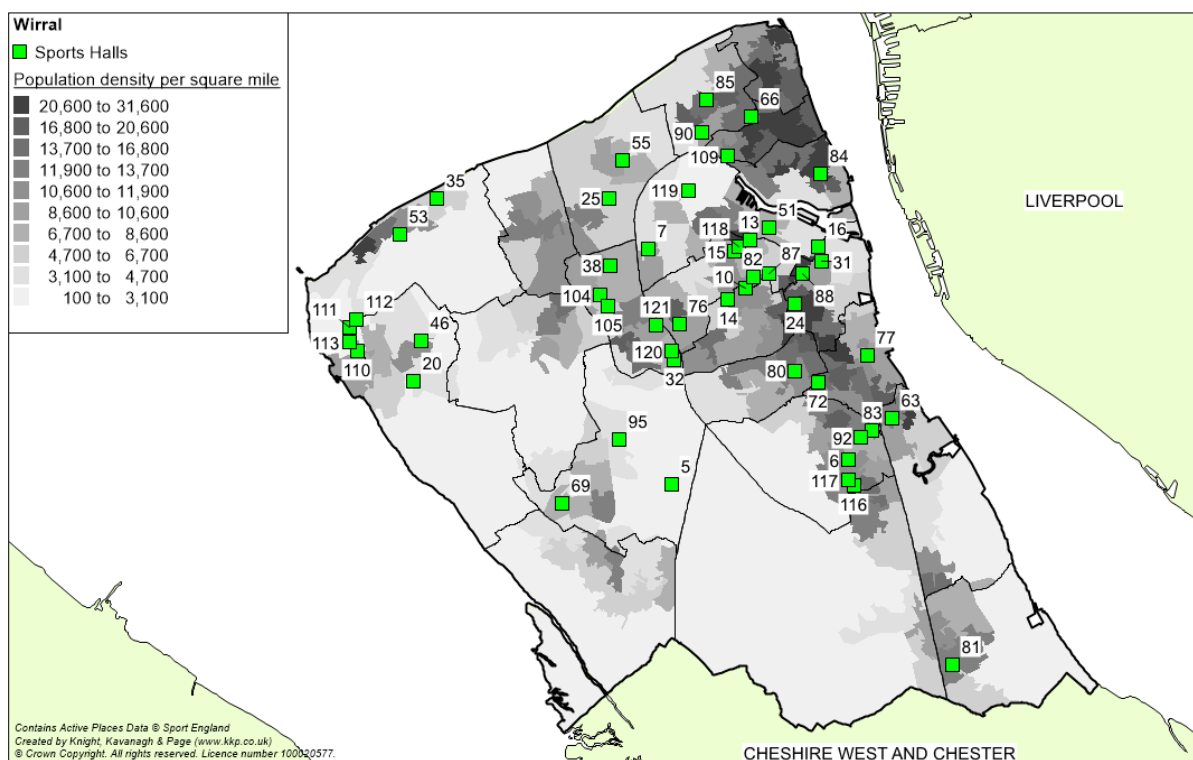 Wirral
Sports Halls
Population density per square mile
20,600 to 31,600
16,800 to 20,600
13,700 to 16,800
11,900 to 13,700
10,600 to 11,900
8,600 to 10,600
6,700 to 8,600
4,700 to 6,700
3,100 to 4,700
100 to 3,100
85
66
90
55
109
84
35
119
25
LIVERPOOL
53
51
13
16
118
7
15
82
87
31
38
10
104
88
111
112
121
76
14
24
105
46
77
113
120
110
20
32
80
72
83
63
95
92
5
6
69
117
116
81
Contains Active Places Data © Sport England
Created by Knight, Kavanagh & Page (www.kkp.co.uk)
© Crown Copyright. All rights reserved. Licence number 100020577.
CHESHIRE WEST AND CHESTER